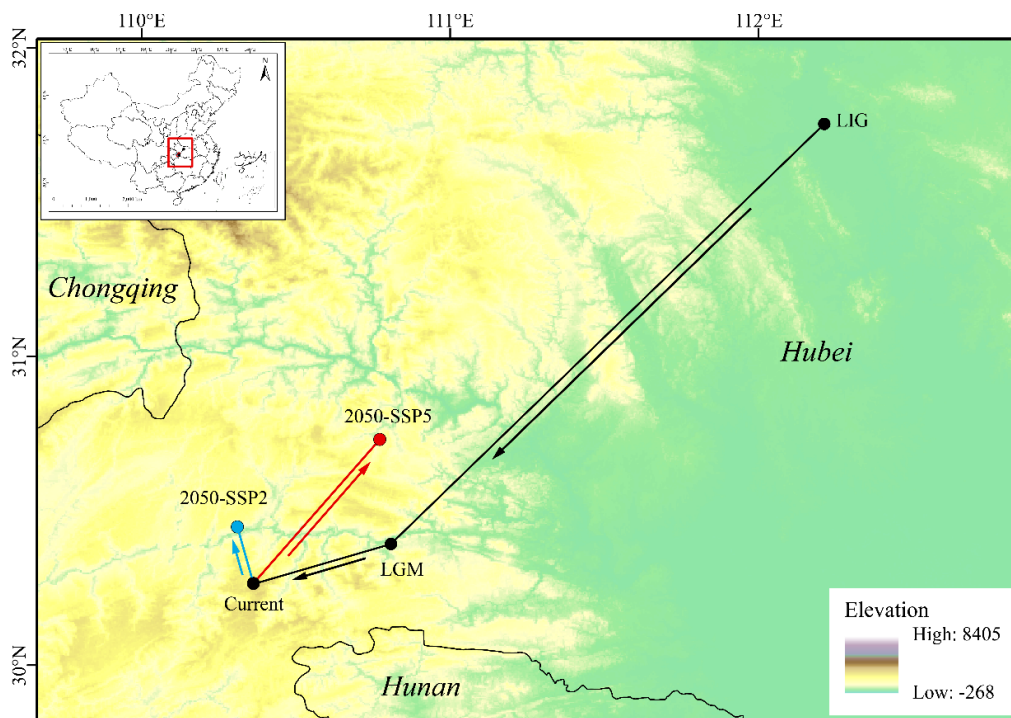 110°E
111°E
112°E
32°N
N
LIG
Chongqing
31°N
Hubei
2050-SSP5
2050-SSP2
LGM
Current
Elevation
High: 8405
Low: -268
30°N
Hunan